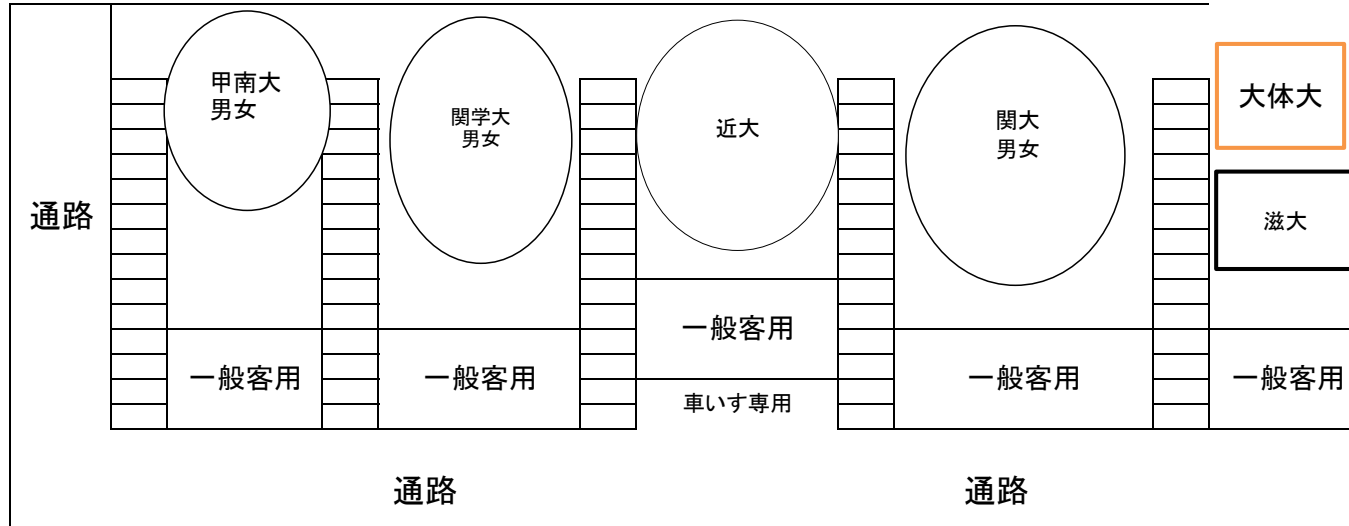 甲南大
男女
関学大
男女
近大
関大
男女
大体大
滋大
通路
一般客用
一般客用
一般客用
一般客用
一般客用
車いす専用
通路
通路